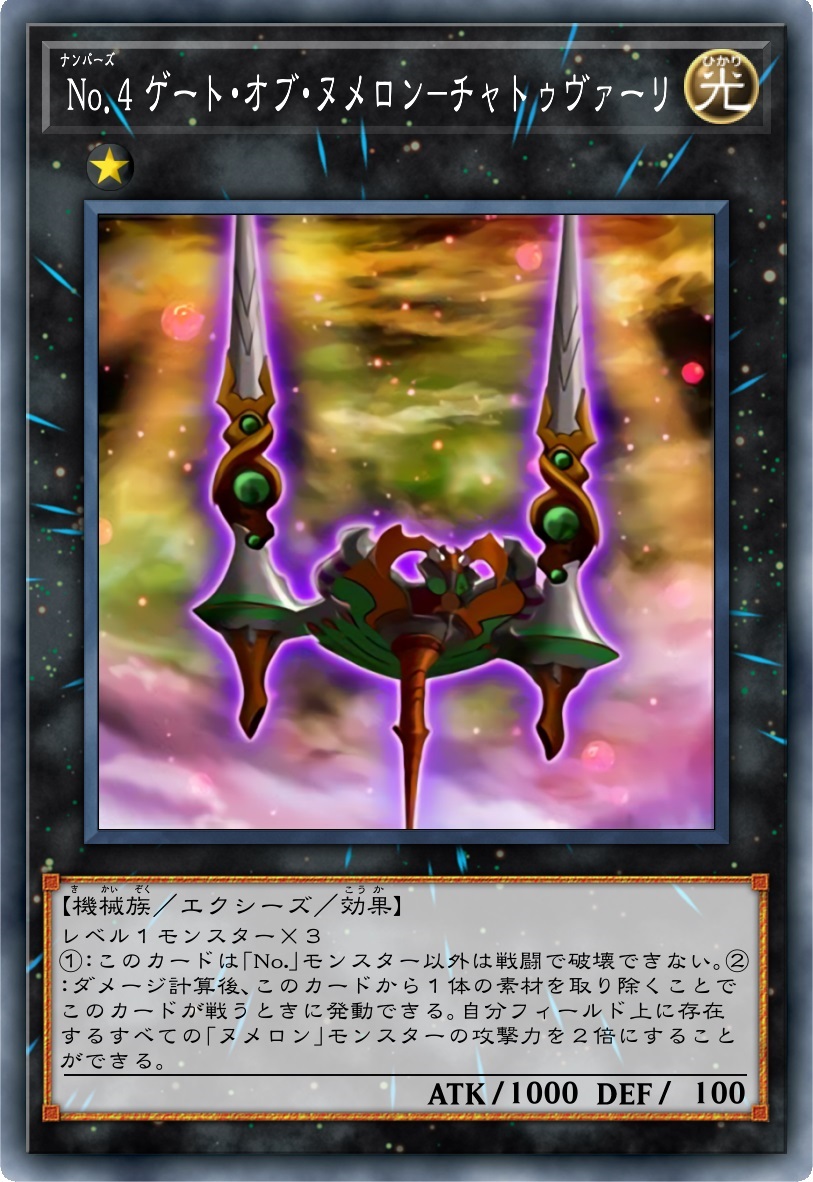 ナンバーズ
No.4 ゲート・オブ・ヌメロン－チャトゥヴァーリ
ひかり
光
き かい ぞく こう か
【機械族／エクシーズ／効果】
レベル１モンスター×３
①：このカードは「No.」モンスター以外は戦闘で破壊できない。②
：ダメージ計算後、このカードから１体の素材を取り除くことで
このカードが戦うときに発動できる。自分フィールド上に存在
するすべての「ヌメロン」モンスターの攻撃力を２倍にすること
ができる。
ATK/1000 DEF/ 100